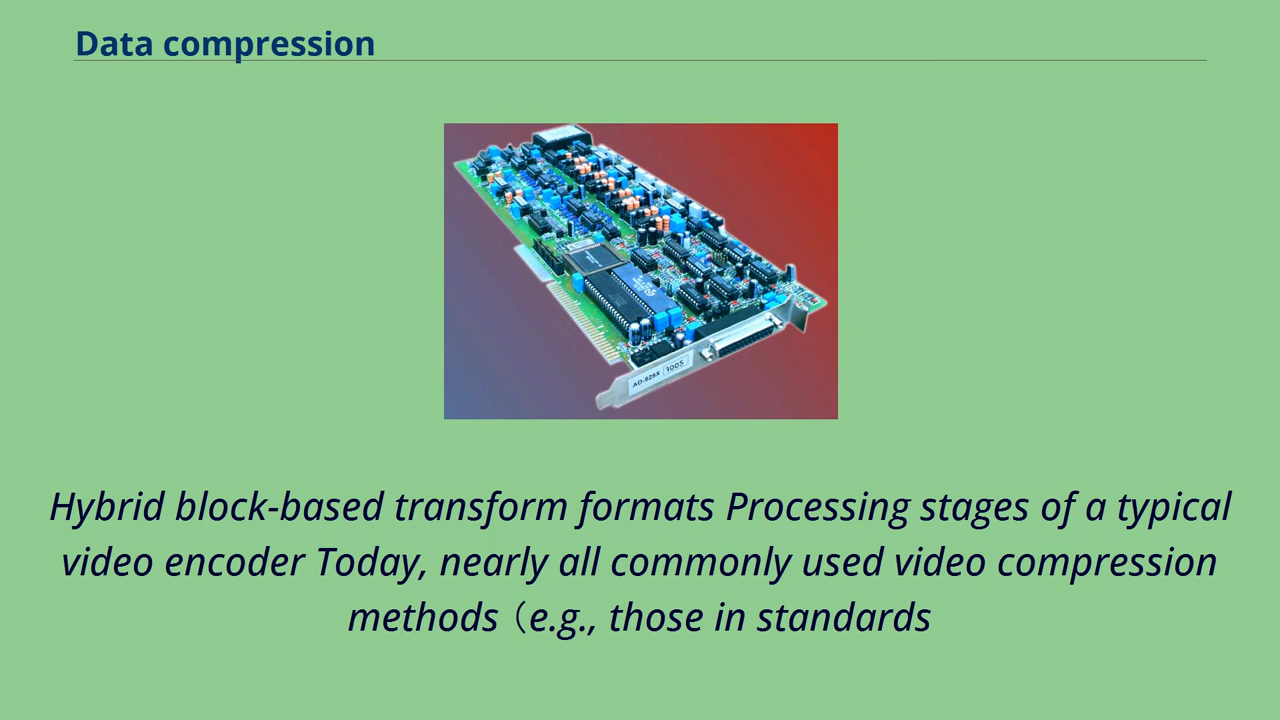 Data compression
AD-525X 1005
Hybrid block-based transform formats Processing stages of a typical
video encoder Today, nearly all commonly used video compression
methods（e.g., those in standards